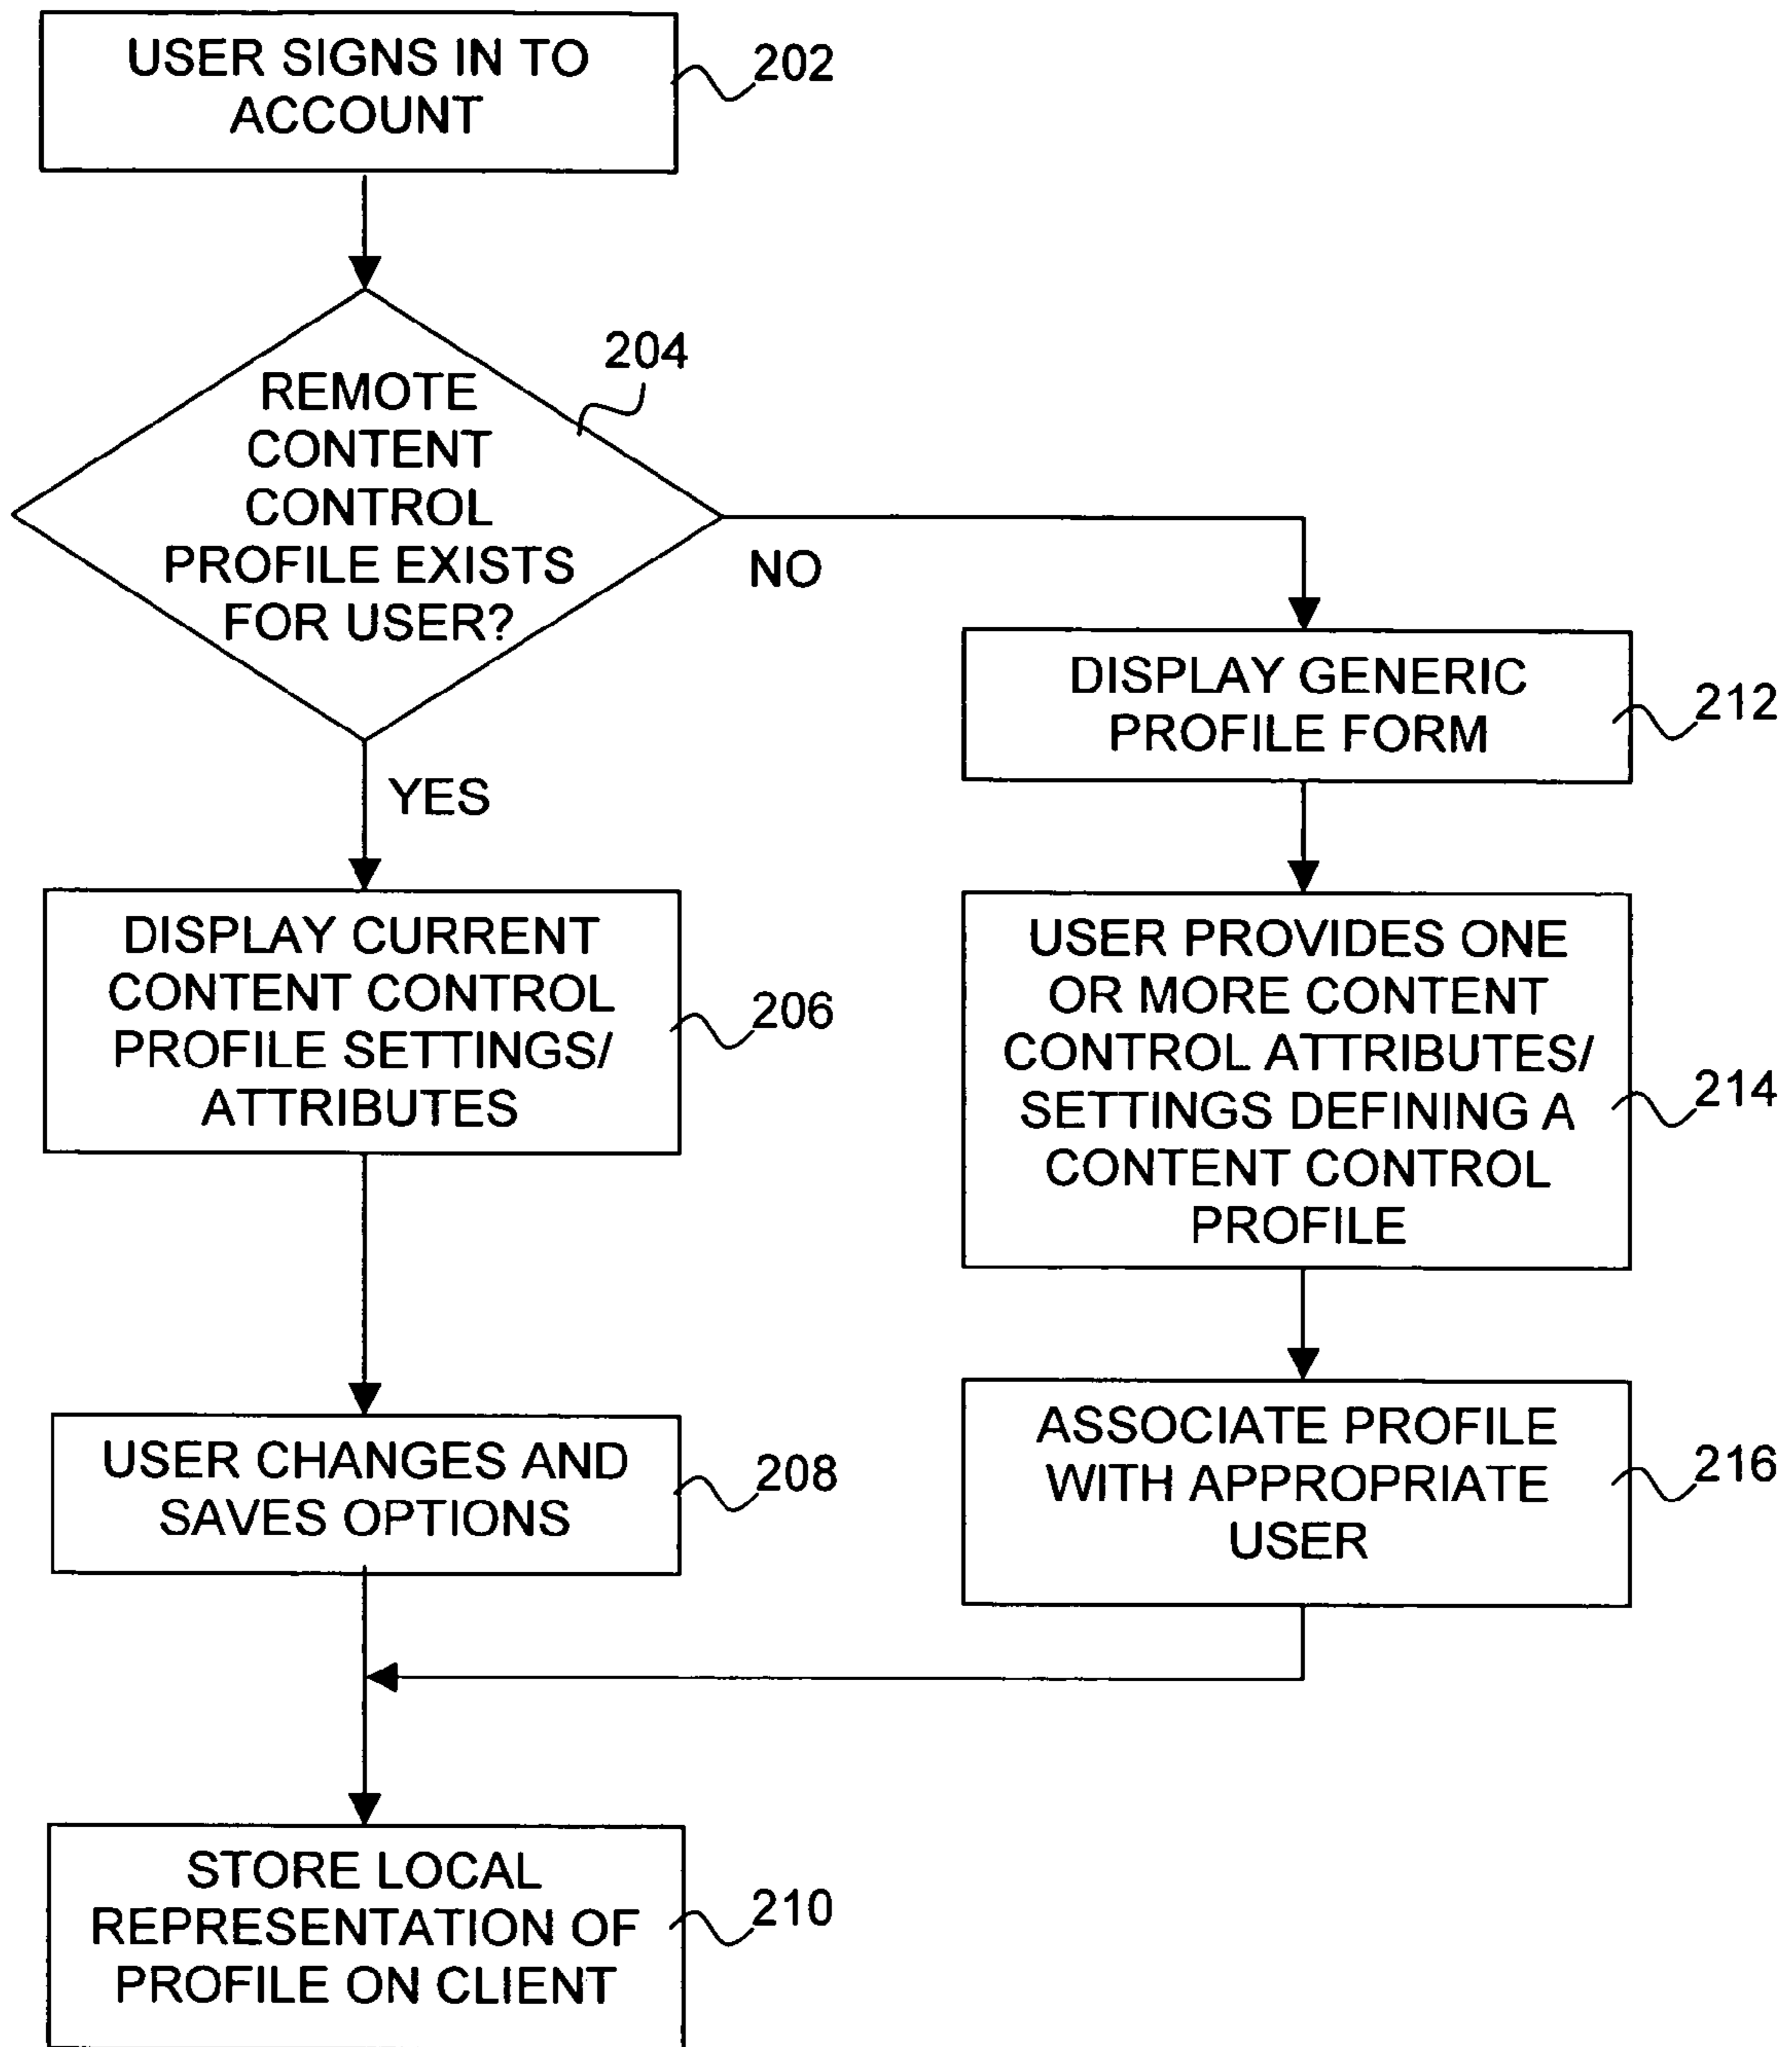 USER SIGNS IN TO
ACCOUNT
202
204
REMOTE
CONTENT
CONTROL
PROFILE EXISTS
FOR USER?
NO
YES
DISPLAY GENERIC
PROFILE FORM
212
DISPLAY CURRENT
CONTENT CONTROL
PROFILE SETTINGS/
ATTRIBUTES
206
USER PROVIDES ONE
OR MORE CONTENT
CONTROL ATTRIBUTES/
SETTINGS DEFINING A
CONTENT CONTROL
PROFILE
214
USER CHANGES AND
SAVES OPTIONS
208
ASSOCIATE PROFILE
WITH APPROPRIATE
USER
216
STORE LOCAL
REPRESENTATION OF
PROFILE ON CLIENT
210